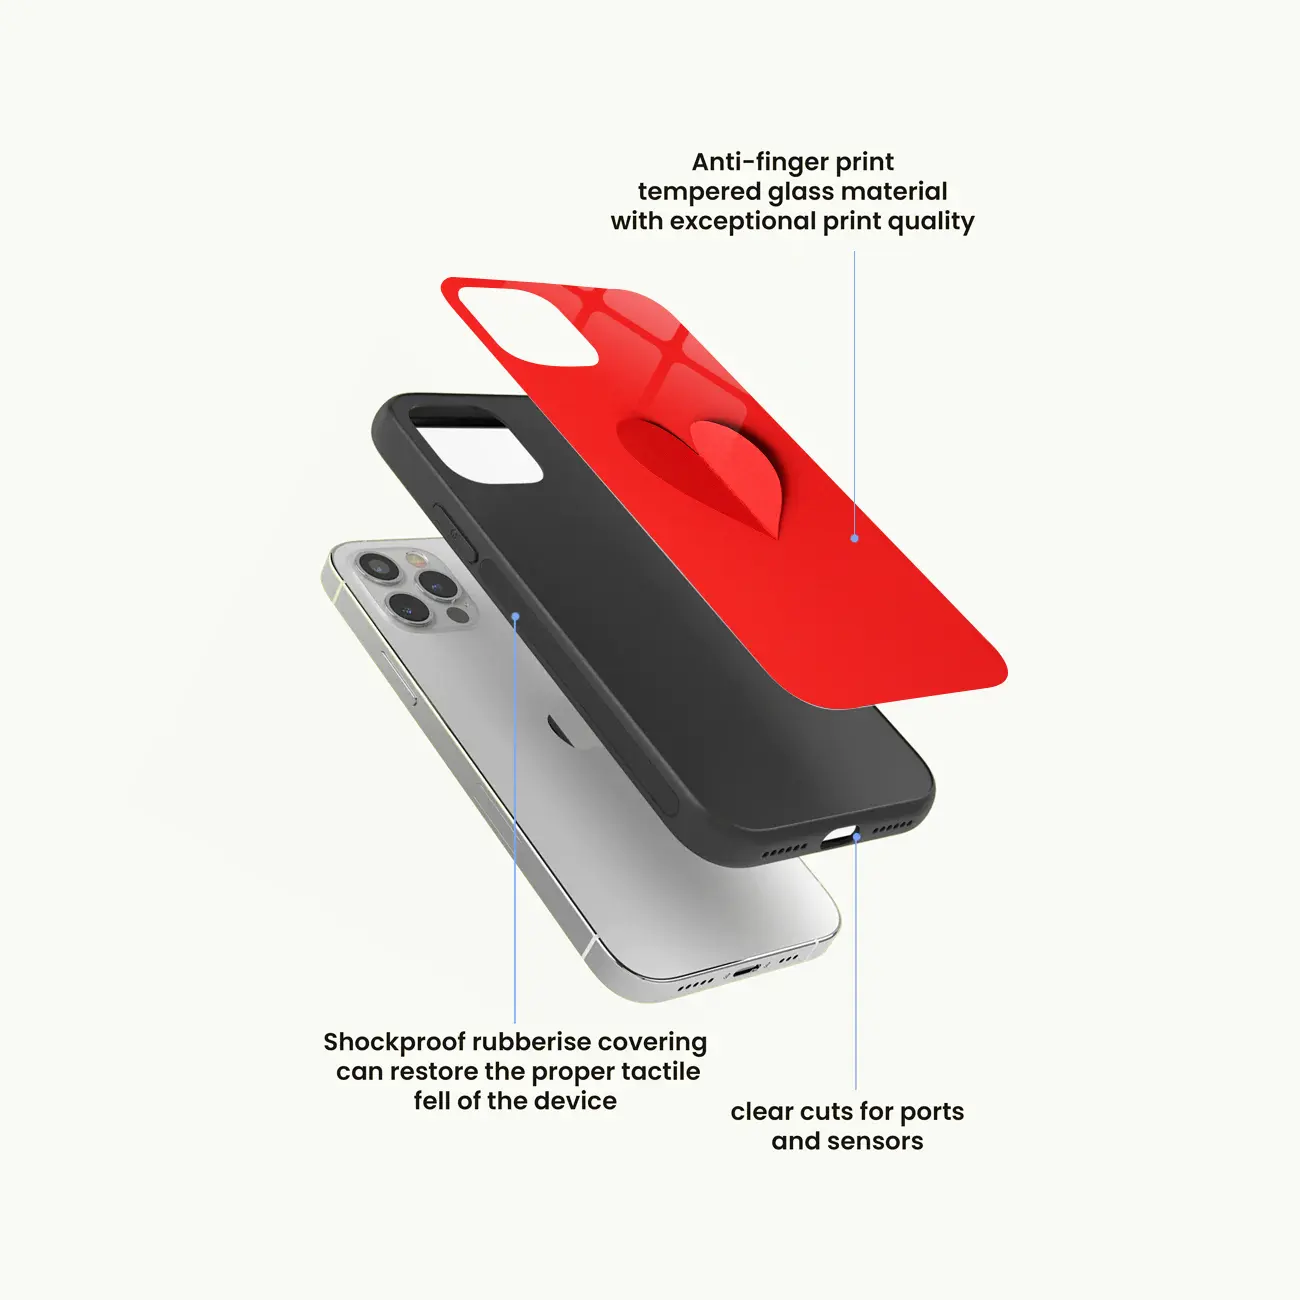 Anti-finger print
tempered glass material
with exceptional print quality
Shockproof rubberise covering
can restore the proper tactile
fell of the device
clear cuts for ports
and sensors